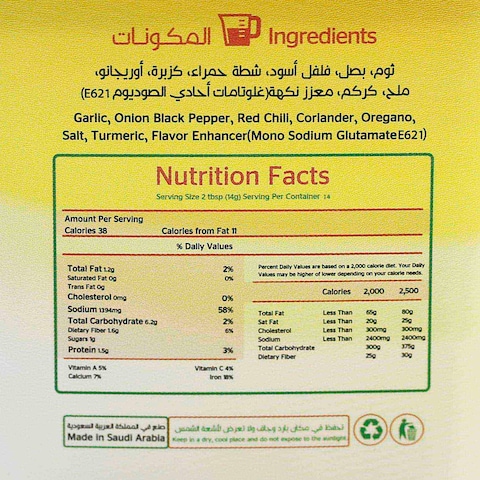 المكونات Ingredients
ثوم، بصل، فلفل أسود، شطة حمراء، كزبرة، أوريجانو،
ملح، كركم، معزز نكهة(غلوتامات أحادي الصوديوم E621)
Garlic, Onion Black Pepper, Red Chili, Coriander, Oregano,
Salt, Turmeric, Flavor Enhancer(Mono Sodium GlutamateE621)
Nutrition Facts
Serving Size 2 tbsp (14g) Serving Per Container 14
Amount Per Serving
Calories 38 Calories from Fat 11
% Daily Values
Total Fat 1.2g 2%
Saturated Fat 0g 0%
Trans Fat 0g
Cholesterol 0mg 0%
Sodium 1394mg 58%
Total Carbohydrate 6.2g 2%
Dietary Fiber 1.6g 6%
Sugars 1g
Protein 1.5g 3%
Vitamin A 5% Vitamin C 4%
Calcium 7% Iron 18%
Percent Daily Values are based on a 2,000 calorie diet. Your Daily
Values may be higher of lower depending on your calorie needs.
Calories 2,000 2,500
Total Fat Less Than 65g 80g
Sat Fat Less Than 20g 25g
Cholesterol Less Than 300mg 300mg
Sodium Less Than 2400mg 2400mg
Total Carbohydrate 300g 375g
Dietary Fiber 25g 30g
صنع في المملكة العربية السعودية
Made in Saudi Arabia
تحفظ في مكان بارد وجاف ولا تعرض لأشعة الشمس
Keep in a dry, cool place and do not expose to the sunlight.